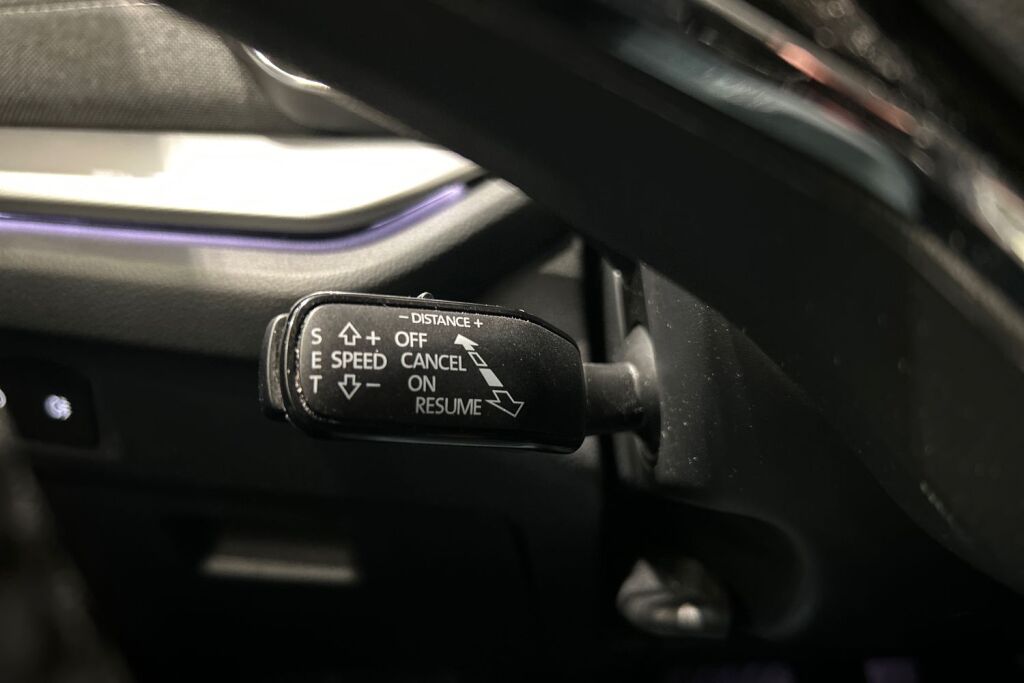 − DISTANCE +
S + OFF
E SPEED CANCEL
T − ON
RESUME